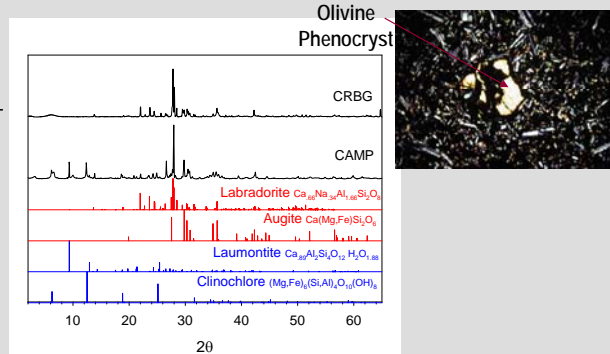 Olivine
Phenocryst
CRBG
CAMP
Labradorite Ca.66Na.34Al1.66Si2O8
Augite Ca(Mg,Fe)Si2O6
Laumontite Ca.89Al2Si4O12 H2O1.88
Clinochlore (Mg,Fe)6(Si,Al)4O10(OH)8
10 20 30 40 50 60
2θ